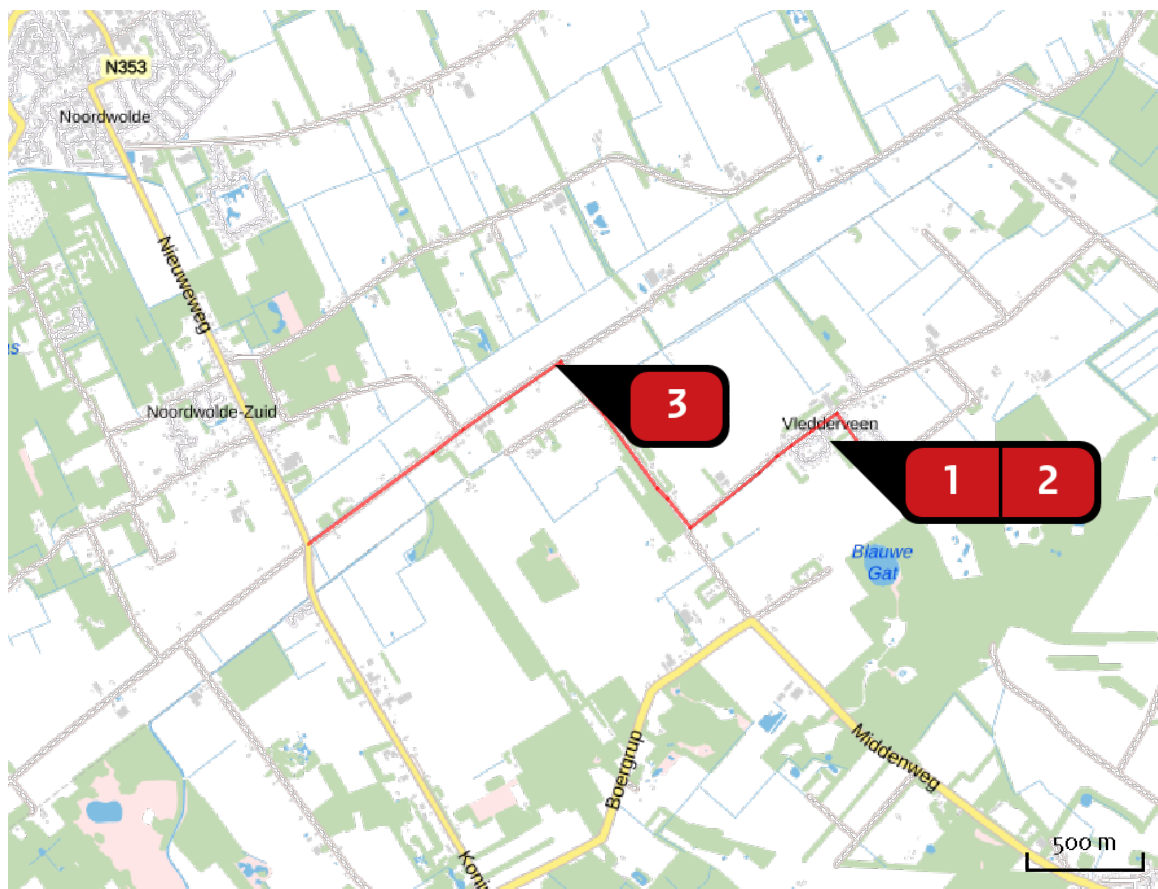 N353
Noordwolde
Nieuweweg
3
Noordwolde-Zuid
Vledderveen
1
2
Blauwe
Gat
Boergrup
Middenweg
500 m